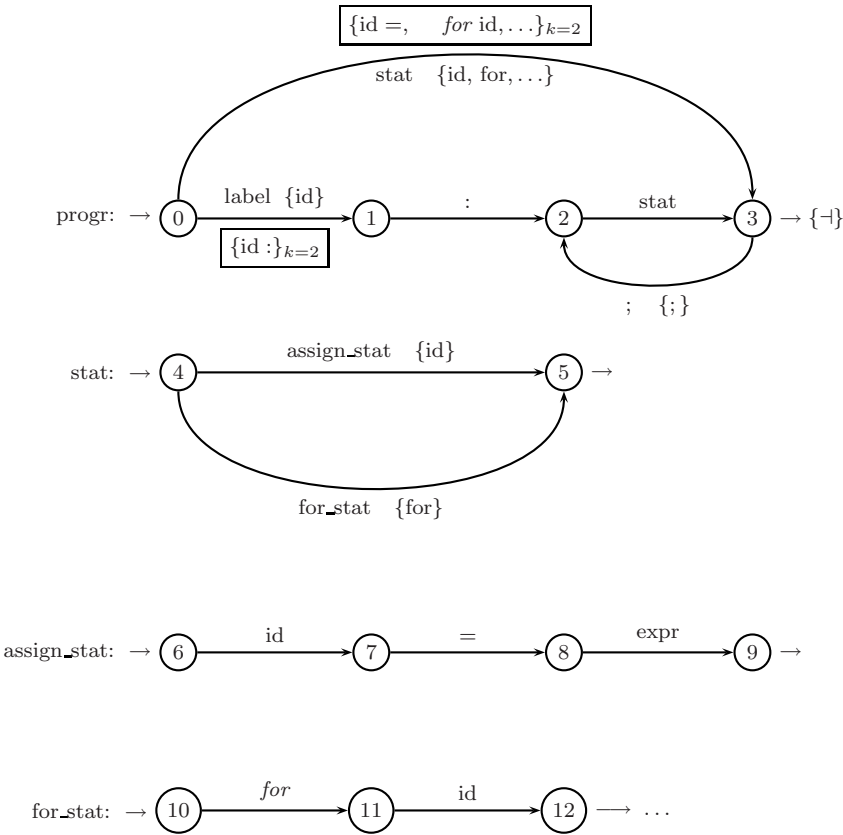 {id =, for id, ...}k=2
stat {id, for, ...}
label {id} : stat
progr: → 0 1 2 3 → {⊣}
{id :}k=2
; {;}
assign_stat {id}
stat: → 4 5 →
for_stat {for}
id = expr
assign_stat: → 6 7 8 9 →
for id
for_stat: → 10 11 12 ⟶ ...